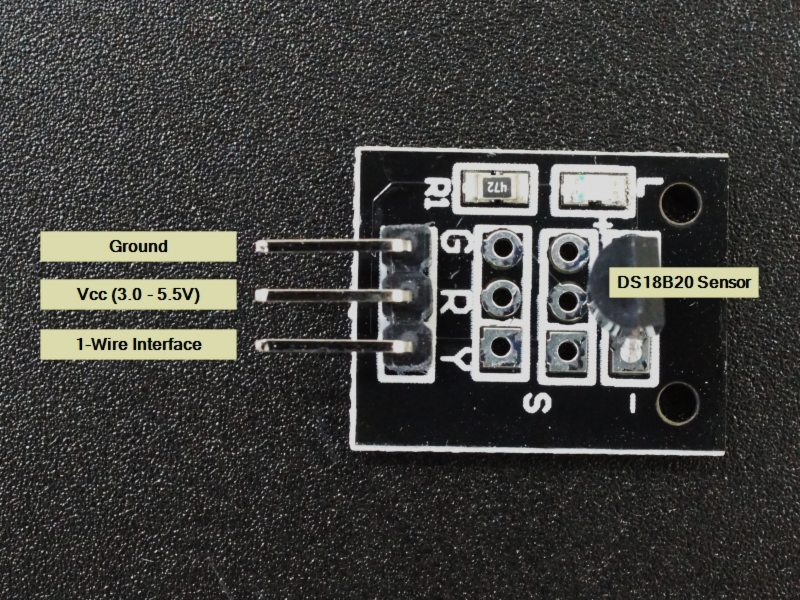 R1
472
L
+
Ground
G
Vcc (3.0 - 5.5V)
R
DS18B20 Sensor
1-Wire Interface
Y
S
-